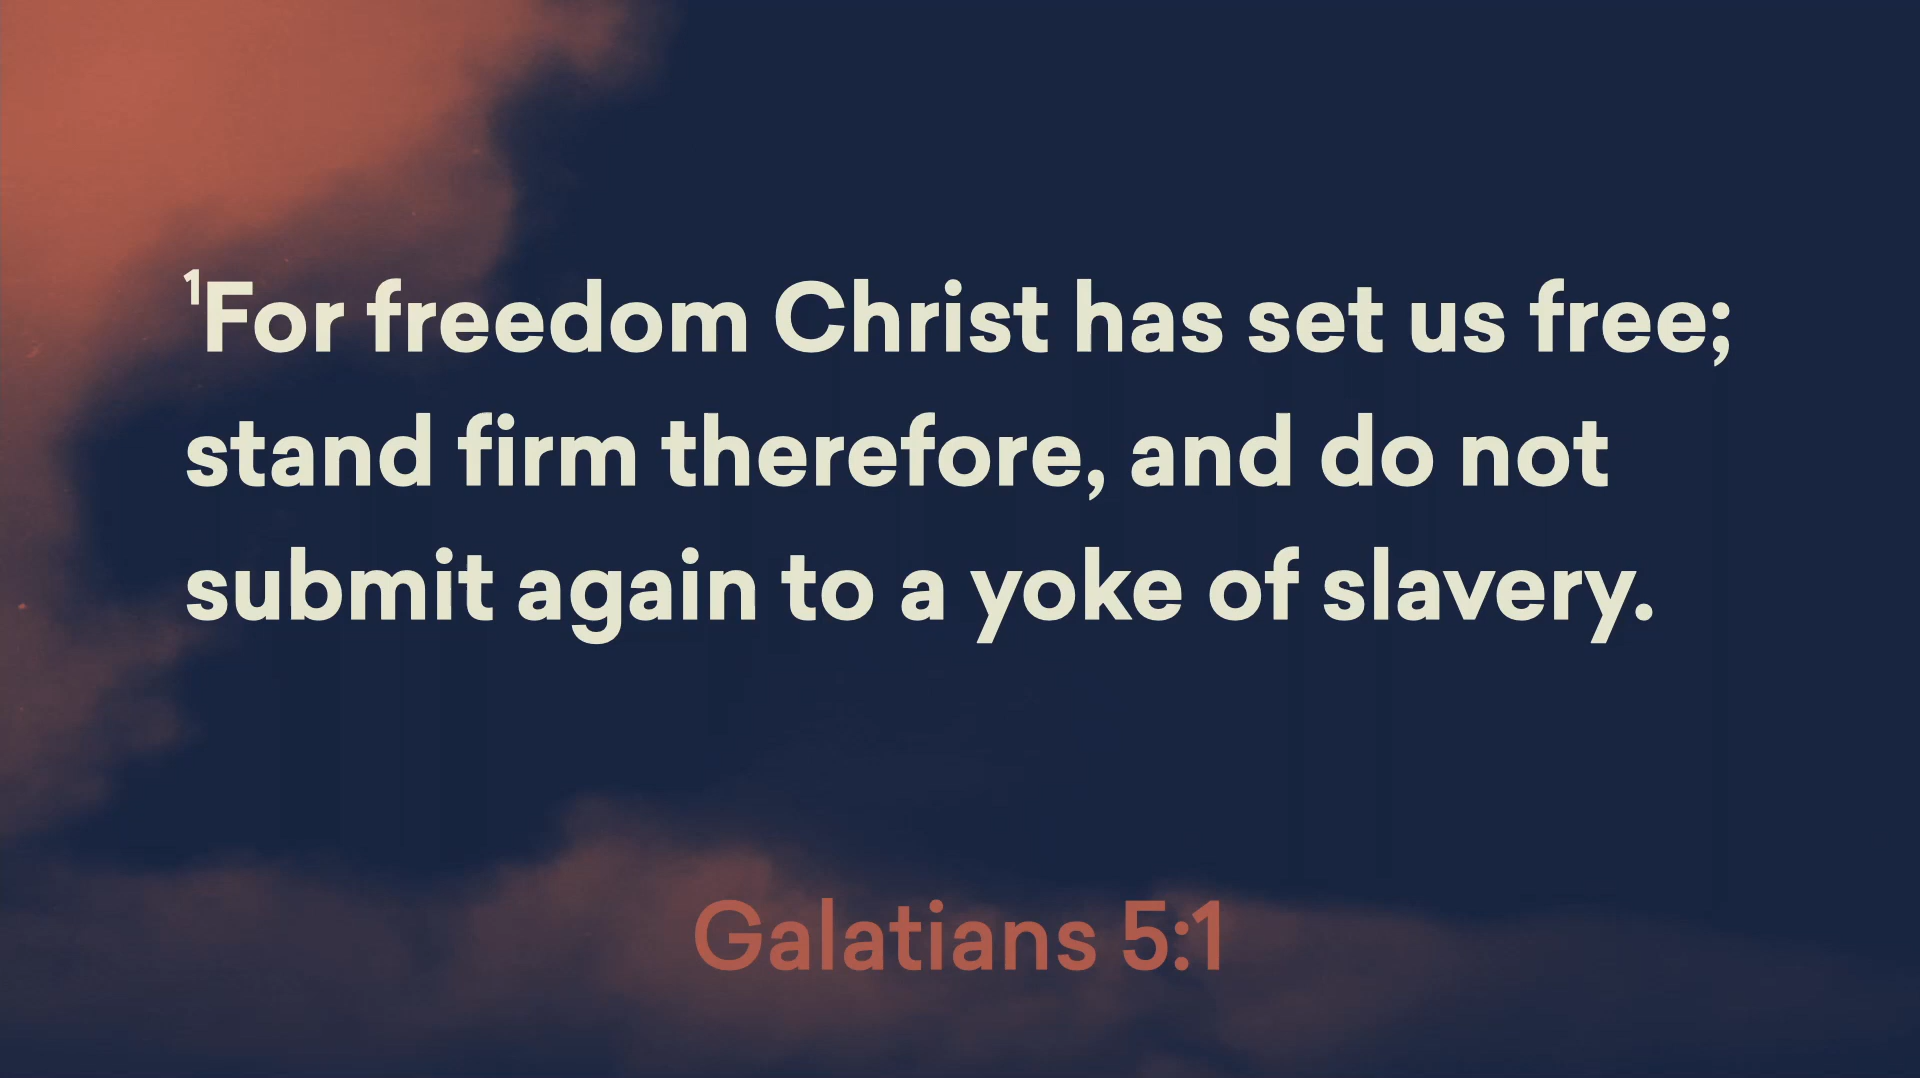 ¹For freedom Christ has set us free;
stand firm therefore, and do not
submit again to a yoke of slavery.
Galatians 5:1